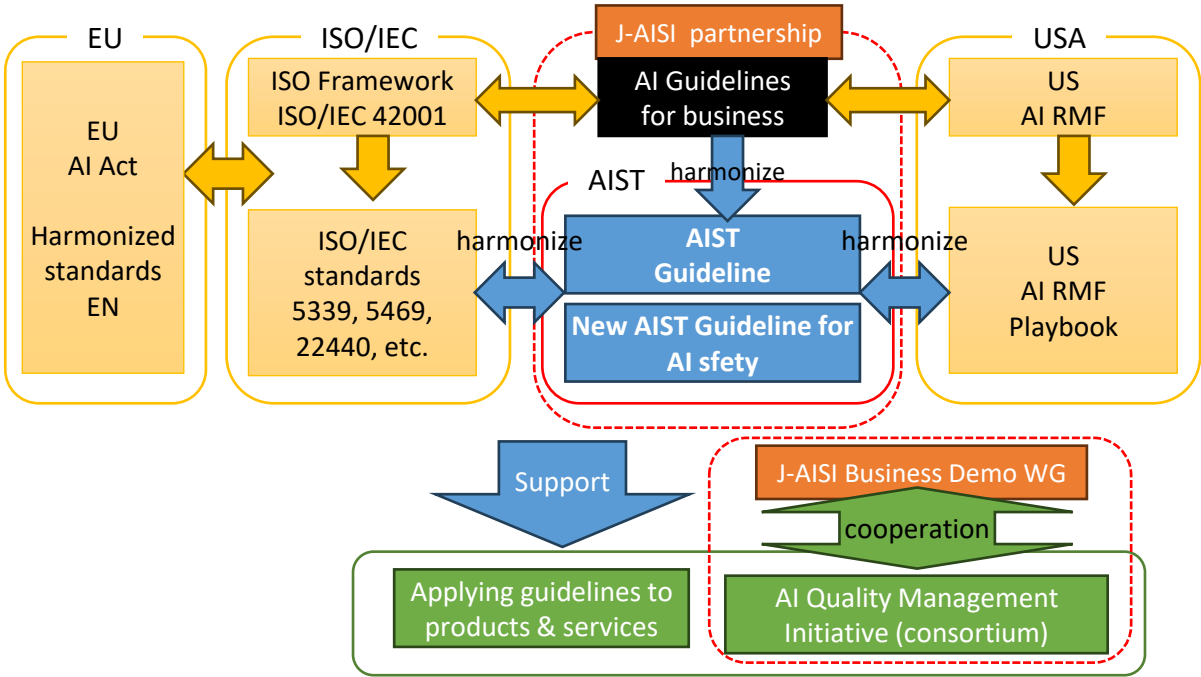 EU
EU
AI Act
Harmonized
standards
EN
ISO/IEC
ISO Framework
ISO/IEC 42001
ISO/IEC
standards
5339, 5469,
22440, etc.
J-AISI partnership
AI Guidelines
for business
harmonize
AIST
harmonize
AIST
Guideline
harmonize
New AIST Guideline for
AI sfety
USA
US
AI RMF
US
AI RMF
Playbook
Support
J-AISI Business Demo WG
cooperation
Applying guidelines to
products & services
AI Quality Management
Initiative (consortium)